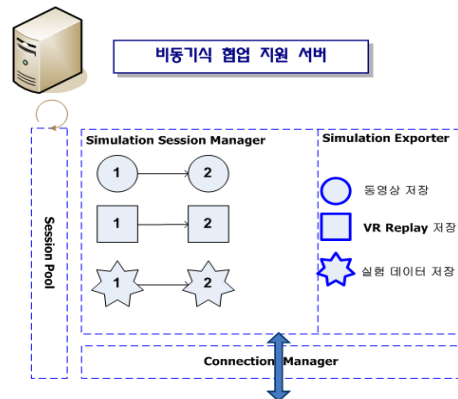 비동기식 협업 지원 서버
Simulation Session Manager
Simulation Exporter
1
2
동영상 저장
1
2
VR Replay 저장
1
2
실험 데이터 저장
Session Pool
Connection Manager